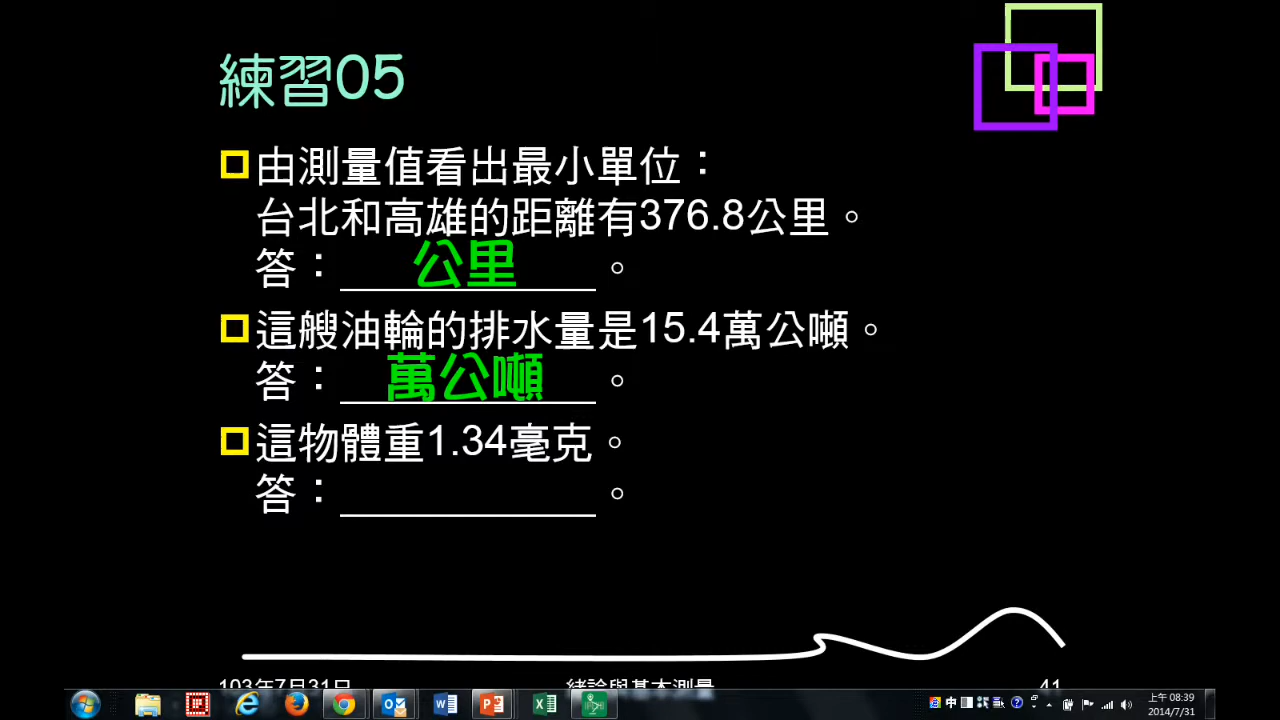 練習05
由測量值看出最小單位：
台北和高雄的距離有376.8公里。
答：公里。
這艘油輪的排水量是15.4萬公噸。
答：萬公噸。
這物體重1.34毫克。
答：__________。
103年7月31日
緒論與基本測量
41
中
上午 08:39
2014/7/31